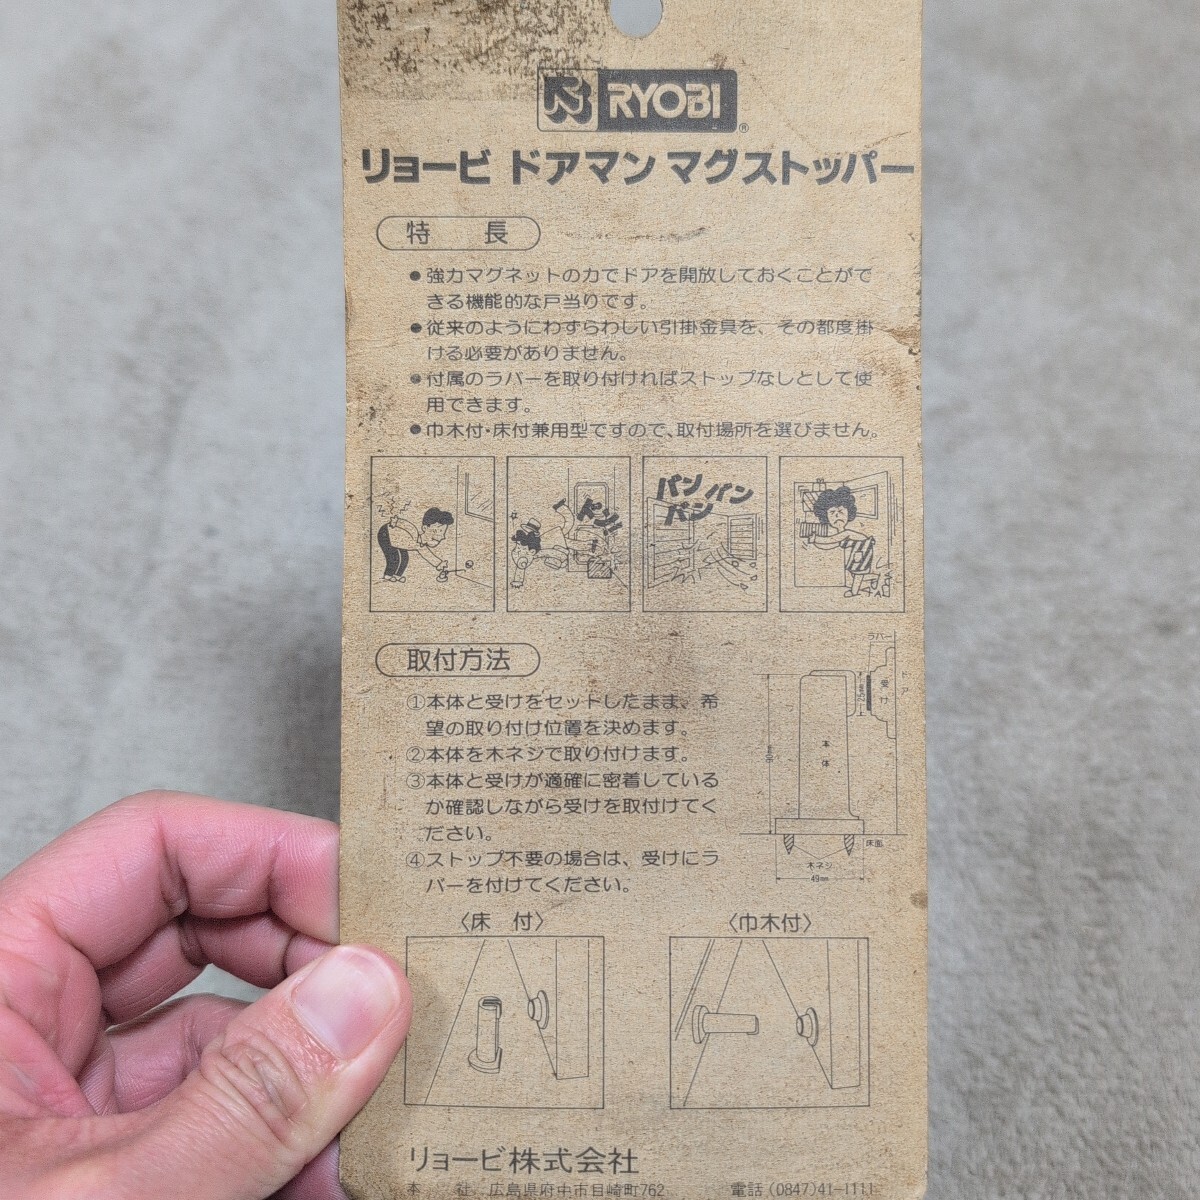 RYOBI
®
リョービ ドアマン マグストッパー
特 長
●強力マグネットの力でドアを開放しておくことがで
きる機能的な戸当りです。
●従来のようにわずらわしい引掛金具を、その都度掛
ける必要がありません。
●付属のラバーを取り付ければストップなしとして使
用できます。
●巾木付・床付兼用型ですので、取付場所を選びません。
ドン!
バン バン
バン
取付方法
①本体と受けをセットしたまま、希
望の取り付け位置を決めます。
②本体を木ネジで取り付けます。
③本体と受けが適確に密着している
か確認しながら受けを取付けてく
ださい。
④ストップ不要の場合は、受けにラ
バーを付けてください。
ラバー
ドア
受け
本体
床面
木ネジ
49mm
〈床 付〉
〈巾木付〉
リョービ株式会社
本 社 広島県府中市目崎町762 電話 (0847)41-1111